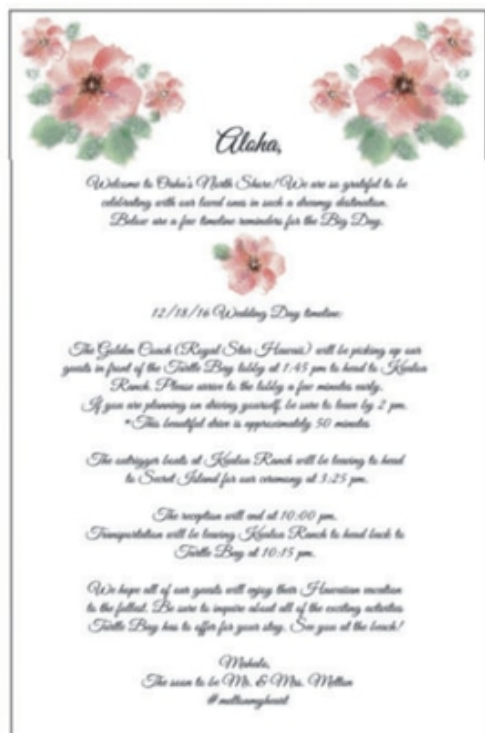 Aloha,
Welcome to Oahu's North Shore! We are so grateful to be
celebrating with our loved ones in such a dreamy destination.
Below are a few timeline reminders for the Big Day.
12/18/16 Wedding Day timeline:
The Golden Coach (Royal Star Hawaii) will be picking up our
guests in front of the Turtle Bay lobby at 1:45 pm to head to Kualoa
Ranch. Please arrive to the lobby a few minutes early.
If you are planning on driving yourself, be sure to leave by 2 pm.
*This beautiful drive is approximately 50 minutes
The outrigger boats at Kualoa Ranch will be leaving to head
to Secret Island for our ceremony at 3:25 pm.
The reception will end at 10:00 pm.
Transportation will be leaving Kualoa Ranch to head back to
Turtle Bay at 10:15 pm.
We hope all of our guests will enjoy their Hawaiian vacation
to the fullest. Be sure to inquire about all of the exciting activities
Turtle Bay has to offer for your stay. See you at the beach!
Mahalo,
The soon to be Mr. & Mrs. Melton
#meltonmyheart